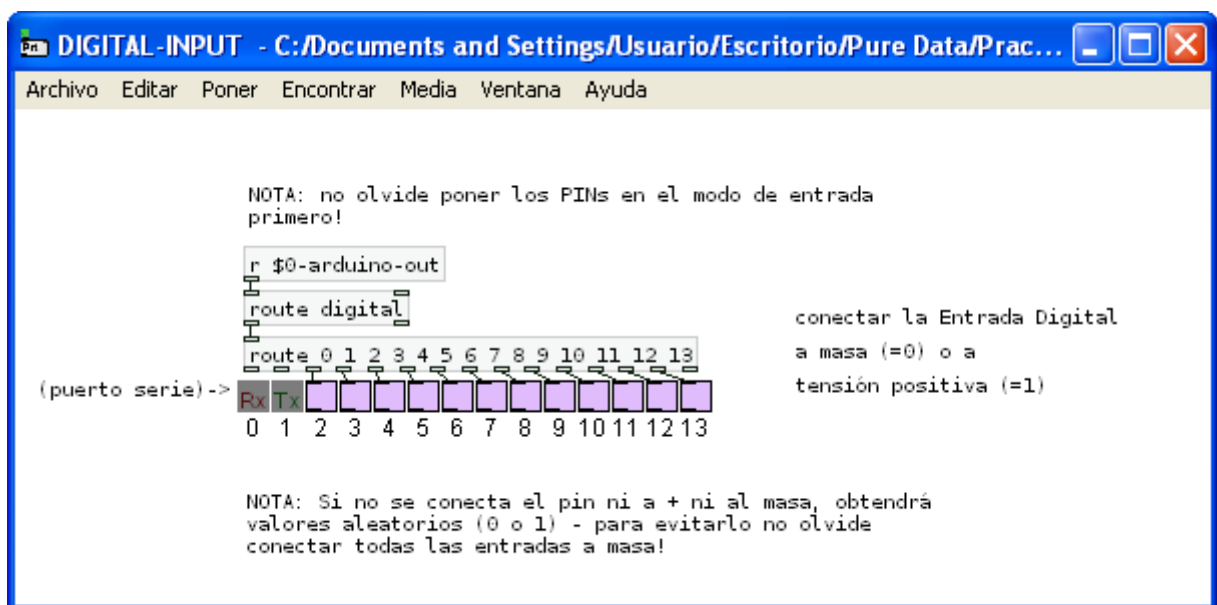 DIGITAL-INPUT - C:/Documents and Settings/Usuario/Escritorio/Pure Data/Prac...
Archivo Editar Poner Encontrar Media Ventana Ayuda
NOTA: no olvide poner los PINs en el modo de entrada
primero!
r $0-arduino-out
route digital
route 0 1 2 3 4 5 6 7 8 9 10 11 12 13
conectar la Entrada Digital
a masa (=0) o a
tensión positiva (=1)
(puerto serie)-> Rx Tx
0 1 2 3 4 5 6 7 8 9 10 11 12 13
NOTA: Si no se conecta el pin ni a + ni al masa, obtendrá
valores aleatorios (0 o 1) - para evitarlo no olvide
conectar todas las entradas a masa!